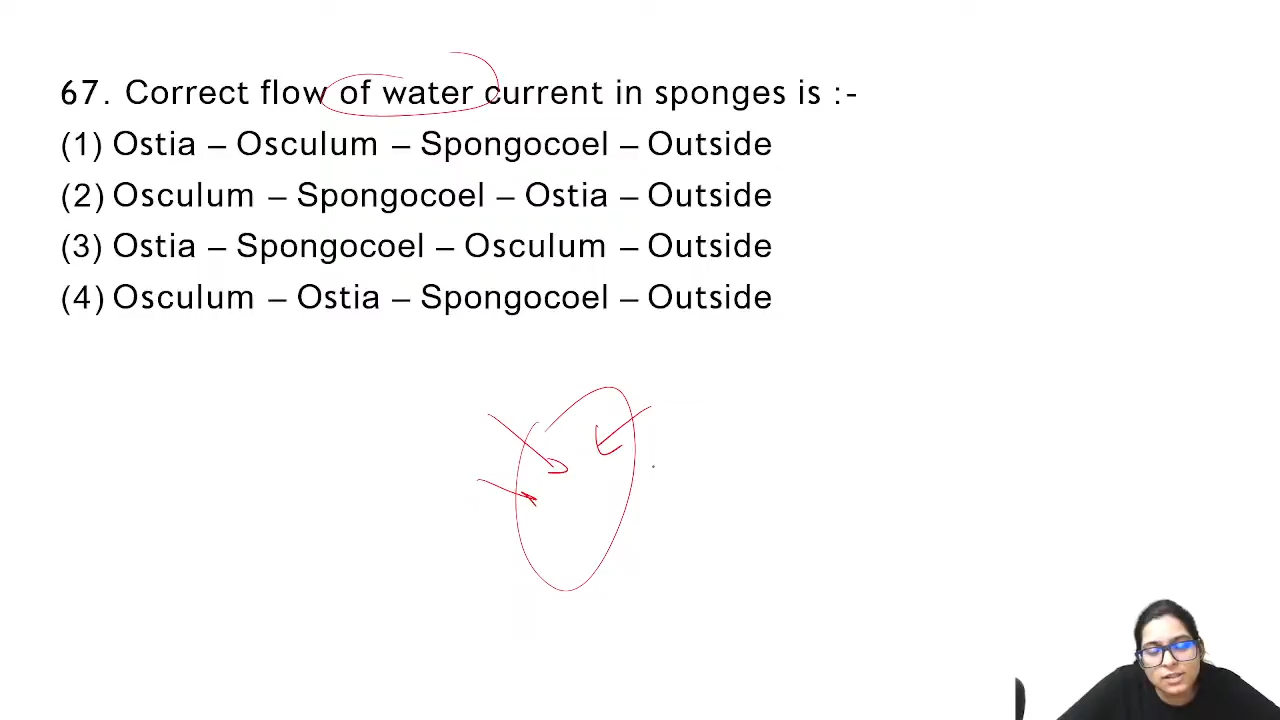 67. Correct flow of water current in sponges is :-
(1) Ostia – Osculum – Spongocoel – Outside
(2) Osculum – Spongocoel – Ostia – Outside
(3) Ostia – Spongocoel – Osculum – Outside
(4) Osculum – Ostia – Spongocoel – Outside